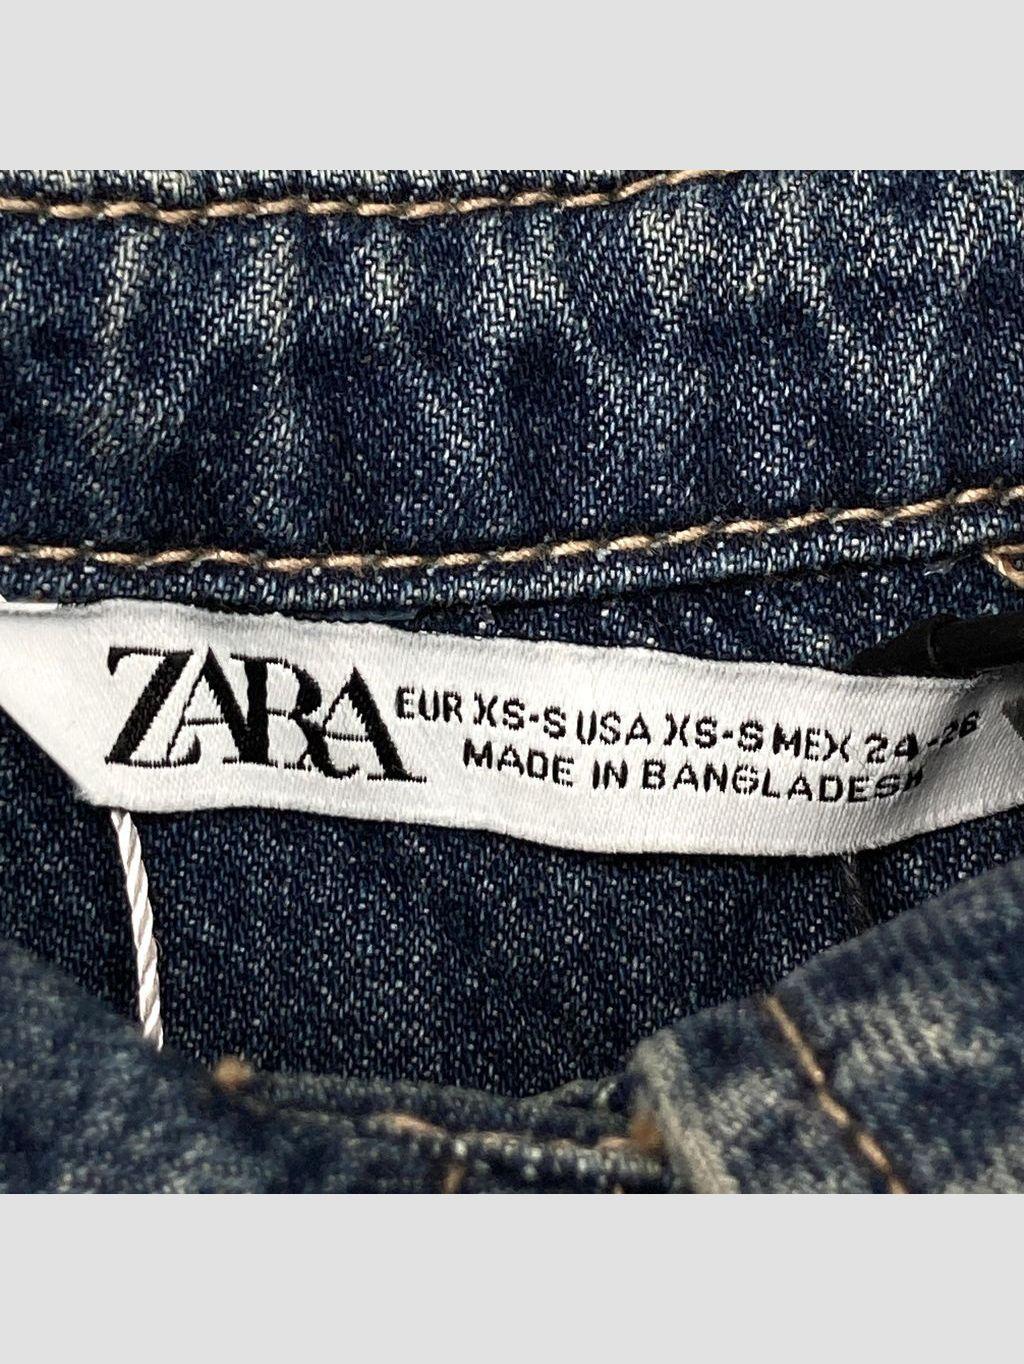 ZARA
EUR XS-S USA XS-S MEX 24-26
MADE IN BANGLADESH